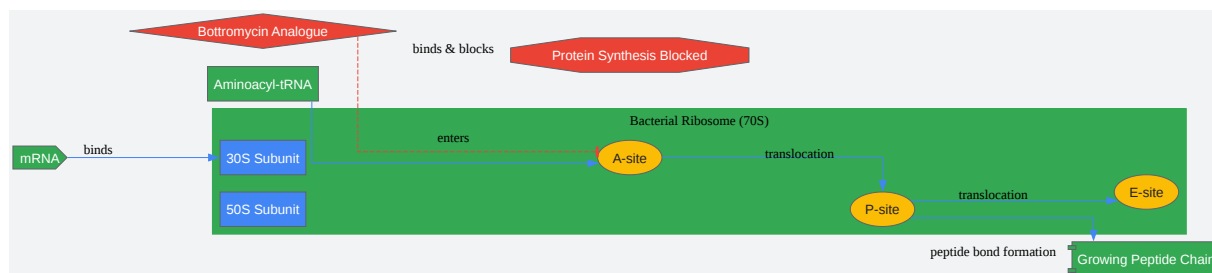 Bottromycin Analogue
binds & blocks
Protein Synthesis Blocked
Aminoacyl-tRNA
Bacterial Ribosome (70S)
enters
mRNA
binds
30S Subunit
A-site
translocation
50S Subunit
P-site
translocation
E-site
peptide bond formation
Growing Peptide Chain